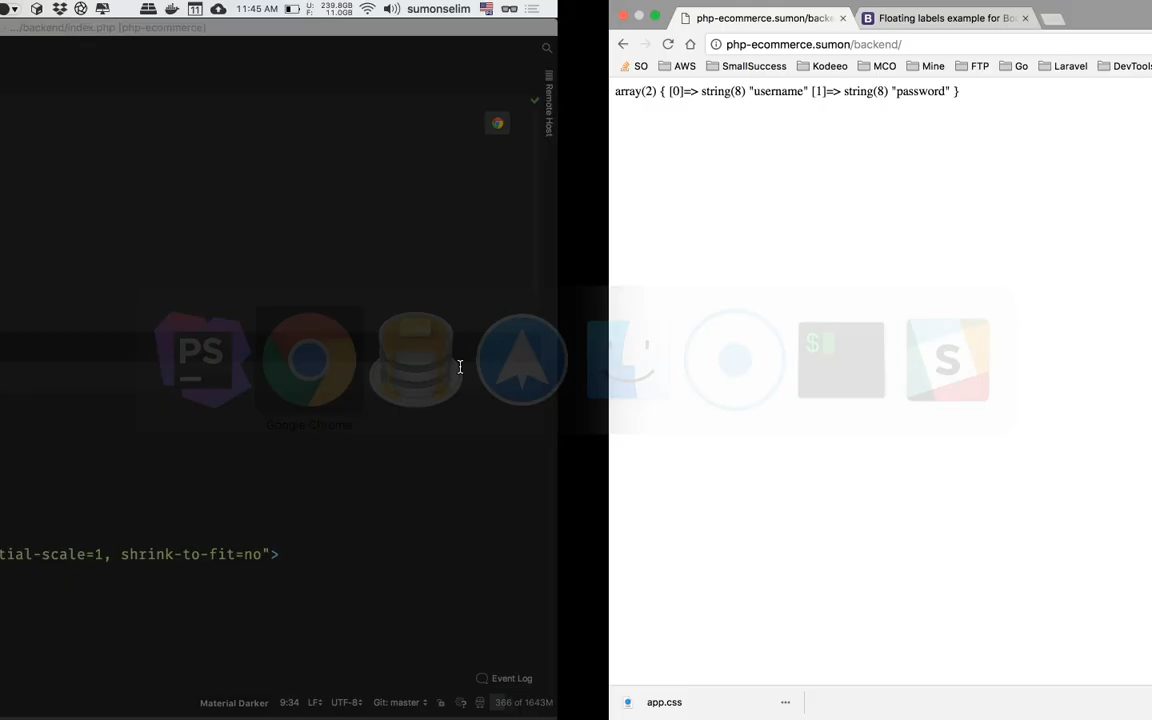 U: 239.8GB
F: 11.0GB
11
11:45 AM
sumonselim
.../backend/index.php [php-ecommerce]
Remote Host
PS
Google Chrome
$
S
tial-scale=1, shrink-to-fit=no">
Event Log
Material Darker 9:34 LF UTF-8 Git: master 366 of 1643M
php-ecommerce.sumon/backe
B Floating labels example for Boo
php-ecommerce.sumon/backend/
SO AWS SmallSuccess Kodeeo MCO Mine FTP Go Laravel DevTools
array(2) { [0]=> string(8) "username" [1]=> string(8) "password" }
app.css